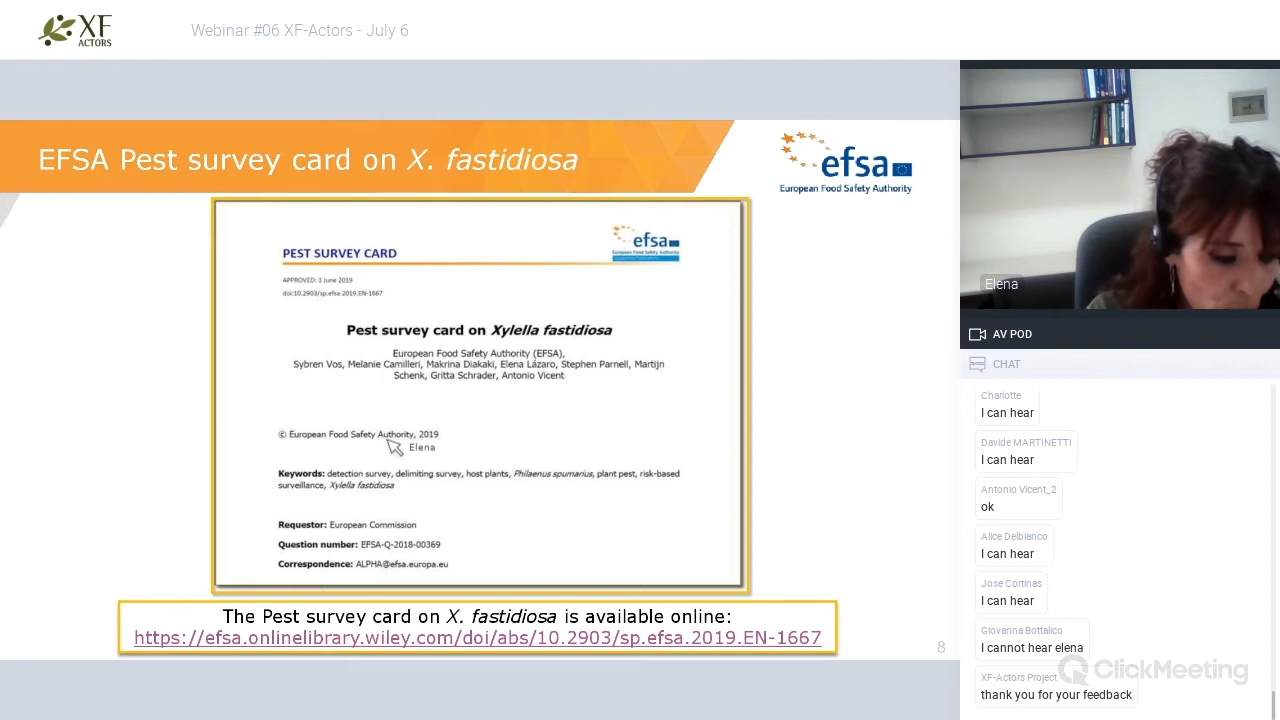 XF
ACTORS
Webinar #06 XF-Actors - July 6
EFSA Pest survey card on X. fastidiosa
efsa
European Food Safety Authority
PEST SURVEY CARD
efsa
APPROVED: 3 June 2019
doi:10.2903/sp.efsa.2019.EN-1667
Pest survey card on Xylella fastidiosa
European Food Safety Authority (EFSA),
Sybren Vos, Melanie Camilleri, Makrina Diakaki, Elena Lázaro, Stephen Parnell, Martijn
Schenk, Gritta Schrader, Antonio Vicent
© European Food Safety Authority, 2019
Elena
Keywords: detection survey, delimiting survey, host plants, Philaenus spumarius, plant pest, risk-based
surveillance, Xylella fastidiosa
Requestor: European Commission
Question number: EFSA-Q-2018-00369
Correspondence: ALPHA@efsa.europa.eu
The Pest survey card on X. fastidiosa is available online:
https://efsa.onlinelibrary.wiley.com/doi/abs/10.2903/sp.efsa.2019.EN-1667
8
Elena
AV POD
CHAT
Charlotte
I can hear
Davide MARTINETTI
I can hear
Antonio Vicent_2
ok
Alice Delbianco
I can hear
Jose Cortinas
I can hear
Giovanna Bottalico
I cannot hear elena
XF-Actors Project
thank you for your feedback
ClickMeeting